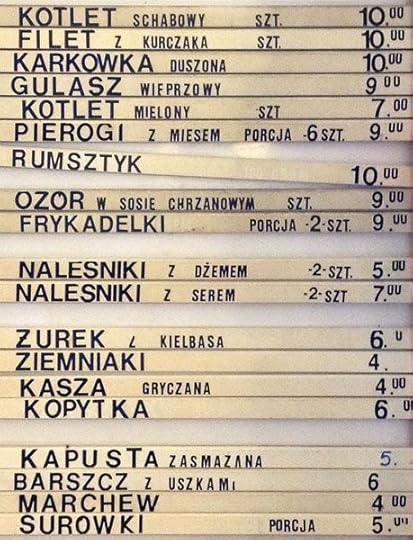 KOTLET SCHABOWY SZT. 10.00
FILET Z KURCZAKA SZT. 10.00
KARKOWKA DUSZONA 10.00
GULASZ WIEPRZOWY 9 00
KOTLET MIELONY SZT 7.00
PIEROGI Z MIESEM PORCJA -6 SZT. 9.00
RUMSZTYK 10.00
OZOR W SOSIE CHRZANOWYM SZT. 9.00
FRYKADELKI PORCJA -2-SZT. 9.00
NALESNIKI Z DŻEMEM -2-SZT. 5.00
NALESNIKI Z SEREM -2-SZT 7.00
ŻUREK Z KIELBASA 6.0
ZIEMNIAKI 4.
KASZA GRYCZANA 4.00
KOPYTKA 6.00
KAPUSTA ZASMAZANA 5.
BARSZCZ Z USZKAMI 6
MARCHEW 4 00
SUROWKI PORCJA 5.00